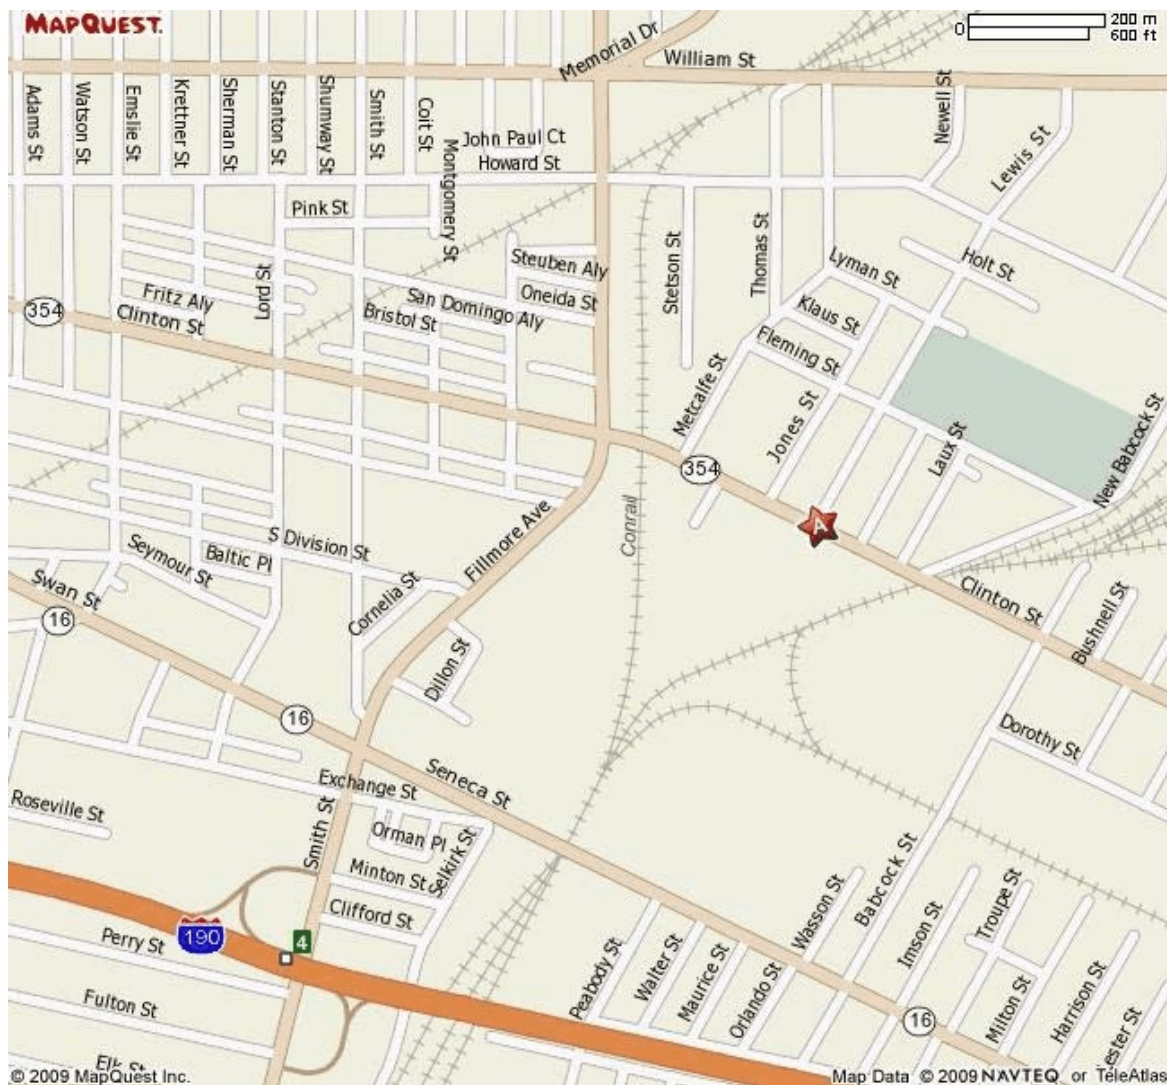 MAPQUEST.
200 m
0
600 ft
Memorial Dr
William St
Adams St
Watson St
Emslie St
Krettner St
Sherman St
Stanton St
Shumway St
Smith St
Coit St
Montgomery St
John Paul Ct
Howard St
Newell St
Lewis St
Pink St
Steuben Aly
Oneida St
Stetson St
Thomas St
Lyman St
Holt St
Lord St
Fritz Aly
San Domingo Aly
354
Clinton St
Bristol St
Klaus St
Fleming St
Metcalfe St
Jones St
Laux St
New Babcock St
354
Conrail
A
Fillmore Ave
S Division St
Baltic Pl
Seymour St
Swan St
16
Cornelia St
Clinton St
Bushnell St
Dillon St
16
Dorothy St
Seneca St
Exchange St
Roseville St
Smith St
Orman Pl
Minton St
Selkirk St
Clifford St
190
4
Perry St
Fulton St
Elk St
Wasson St
Babcock St
Imson St
Troupe St
Peabody St
Walter St
Maurice St
Orlando St
16
Milton St
Harrison St
ester St
© 2009 MapQuest Inc.
Map Data © 2009 NAVTEQ or TeleAtlas